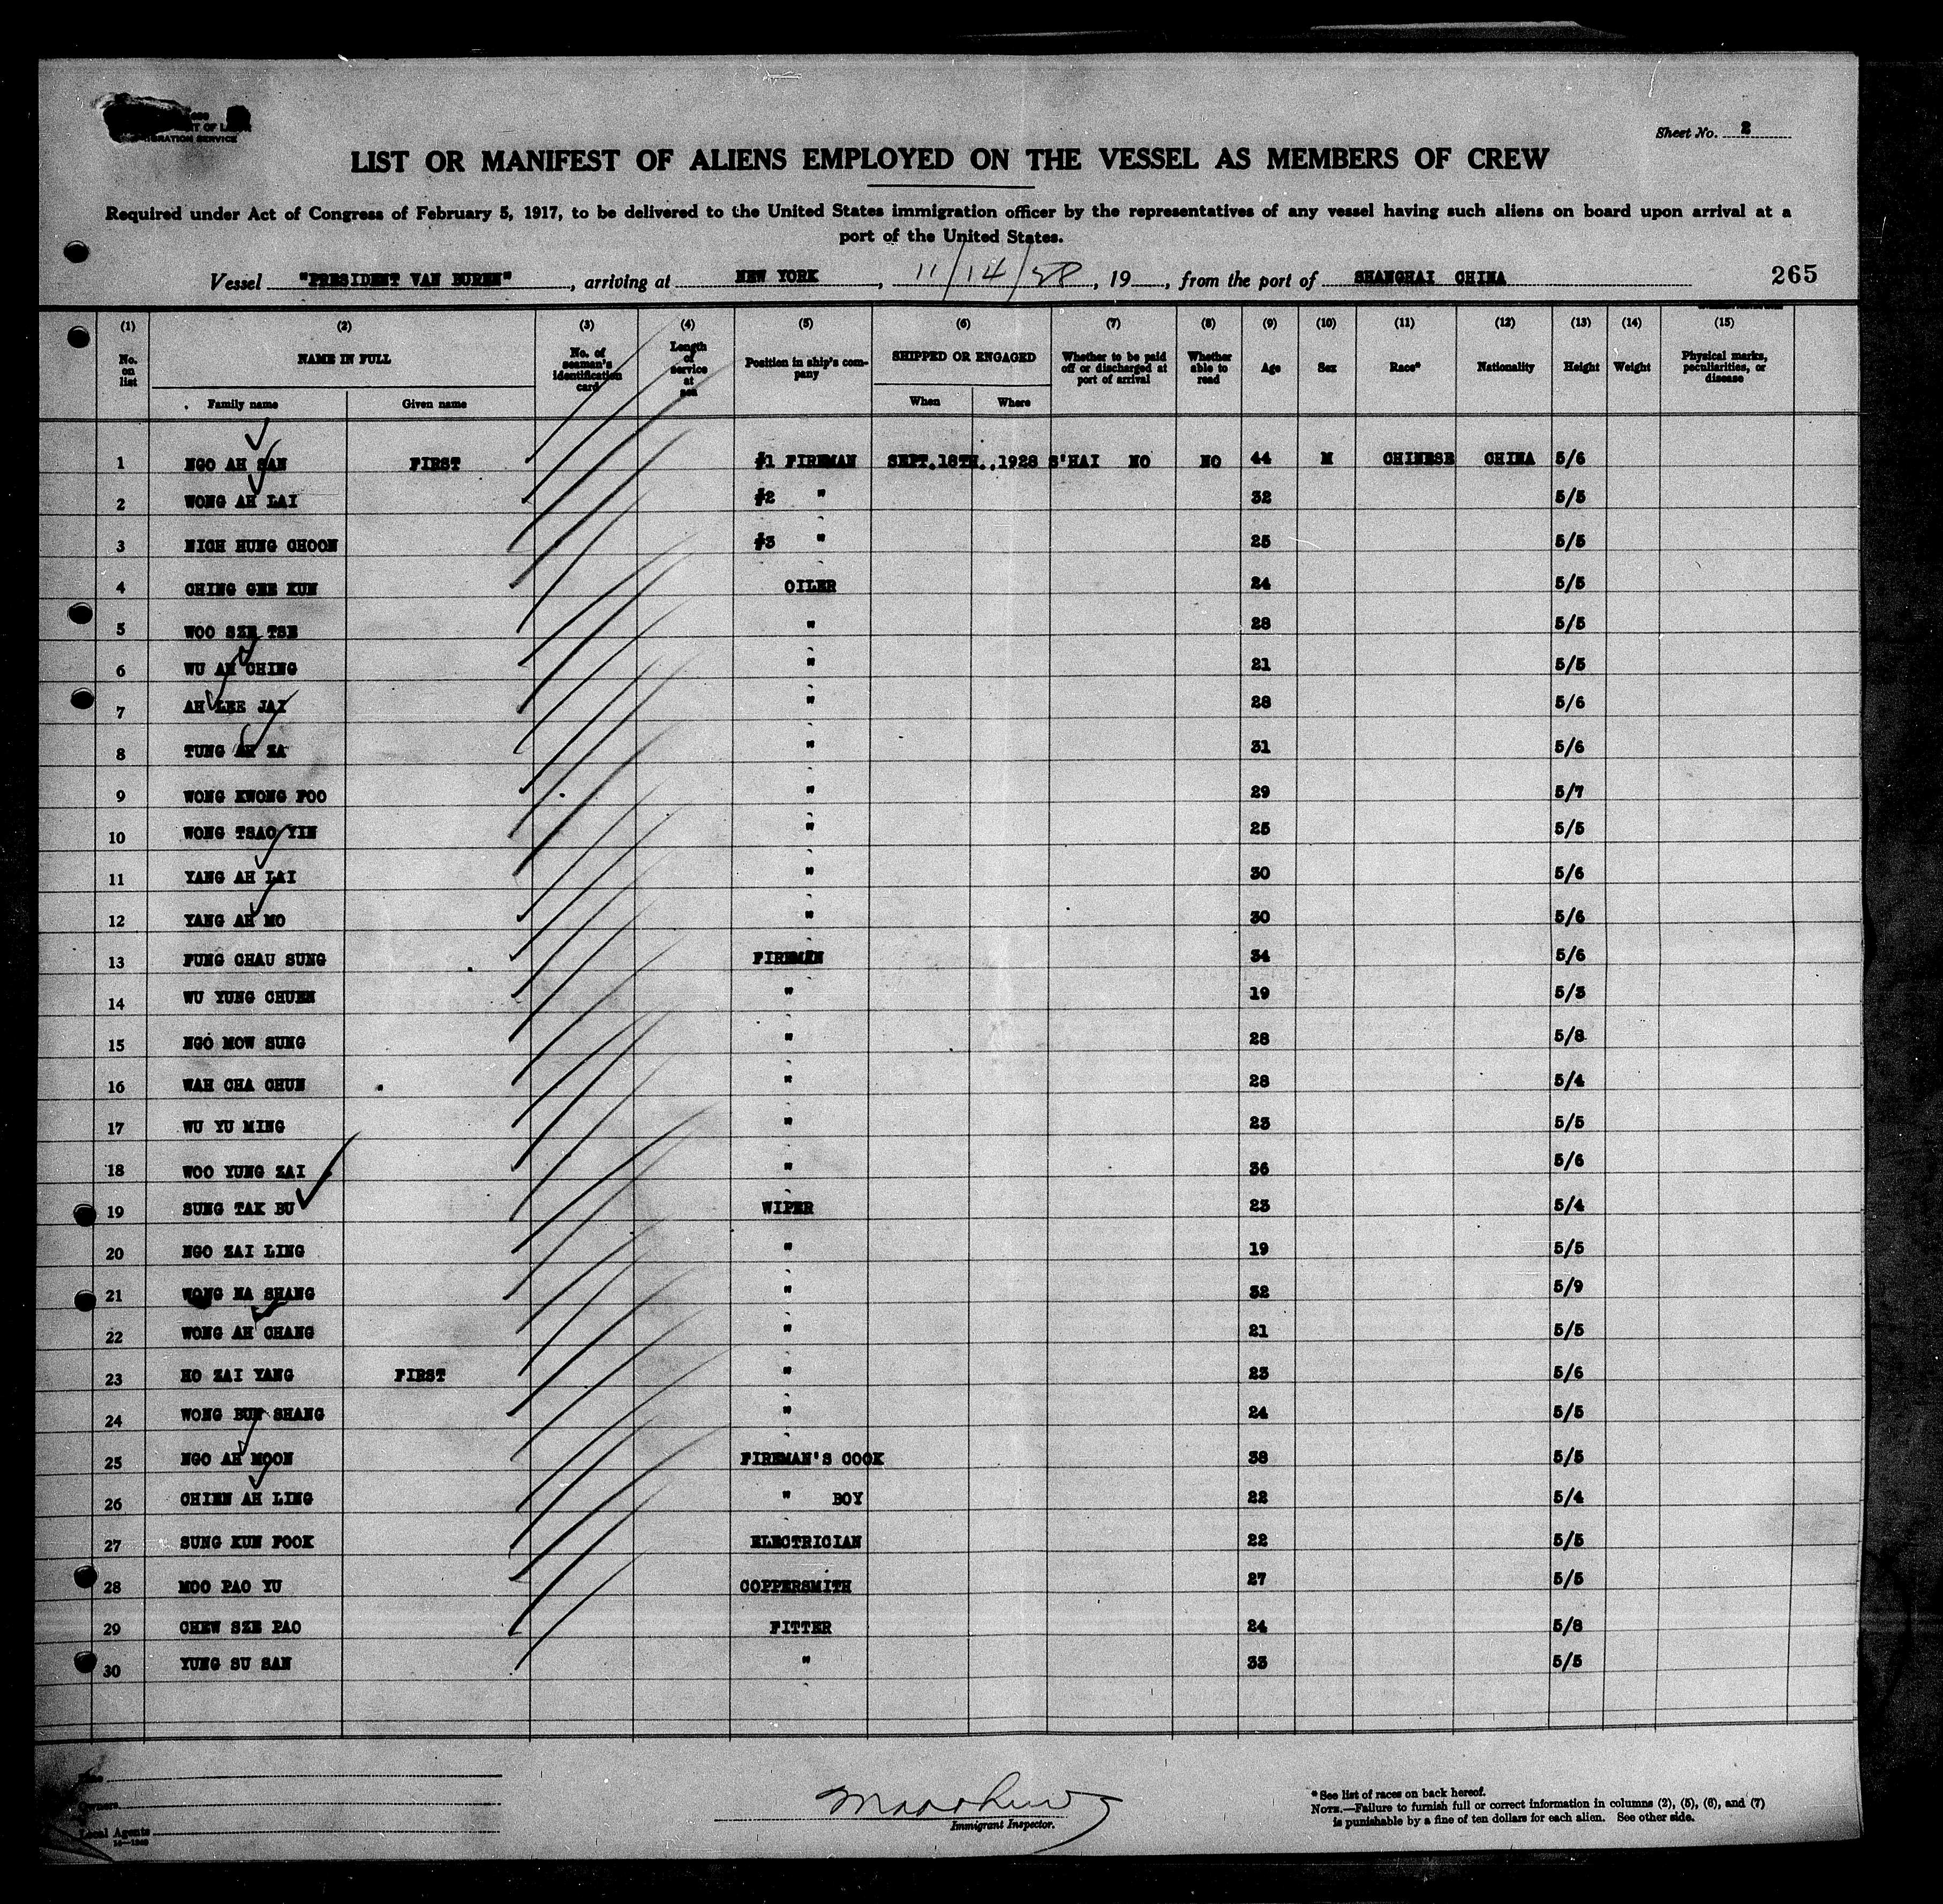 Sheet No. 2
LIST OR MANIFEST OF ALIENS EMPLOYED ON THE VESSEL AS MEMBERS OF CREW
Required under Act of Congress of February 5, 1917, to be delivered to the United States immigration officer by the representatives of any vessel having such aliens on board upon arrival at a
port of the United States.
Vessel "PRESIDENT VAN BUREN", arriving at NEW YORK, 11/14/28, 19 , from the port of SHANGHAI CHINA 265
(1) (2) (3) (4) (5) (6) (7) (8) (9) (10) (11) (12) (13) (14) (15)
No. on list NAME IN FULL No. of seaman's identification card Length of service at sea Position in ship's company SHIPPED OR ENGAGED Whether to be paid off or discharged at port of arrival Whether able to read Age Sex Race* Nationality Height Weight Physical marks, peculiarities, or disease
Family name Given name When Where
1 NGO AH SAN FIRST #1 FIREMAN SEPT.18TH.,1928 S'HAI NO NO 44 M CHINESE CHINA 5/6
2 WONG AH LAI #2 " 32 5/5
3 NICH HUNG CHOON #3 " 25 5/5
4 CHING GEE KUN OILER 24 5/5
5 WOO SZE TSE " 28 5/5
6 WU AH CHING " 21 5/5
7 AH LEE JAI " 28 5/6
8 TUNG AH ZA " 31 5/6
9 WONG KWONG FOO " 29 5/7
10 WONG TSAO YIN " 25 5/5
11 YANG AH LAI " 30 5/6
12 YANG AH MO " 30 5/6
13 FUNG CHAU SUNG FIREMEN 34 5/6
14 WU YUNG CHUEN " 19 5/3
15 NGO MOW SUNG " 28 5/8
16 WAH CHA CHUN " 28 5/4
17 WU YU MING " 23 5/5
18 WOO YUNG ZAI " 36 5/6
19 SUNG TAK BU WIPER 23 5/4
20 NGO ZAI LING " 19 5/5
21 WONG NA SHANG " 32 5/9
22 WONG AH CHANG " 21 5/5
23 HO ZAI YANG FIRST " 23 5/6
24 WONG BUN SHANG " 24 5/5
25 NGO AH MOON FIREMAN'S COOK 38 5/5
26 CHIEN AH LING " BOY 22 5/4
27 SUNG KUN FOOK ELECTRICIAN 22 5/5
28 MOO PAO YU COPPERSMITH 27 5/5
29 CHEW SZE PAO FITTER 24 5/8
30 YUNG SU SAN " 33 5/5
Owners
Local Agents
Immigrant Inspector.
* See list of races on back hereof.
NOTE.—Failure to furnish full or correct information in columns (2), (5), (6), and (7)
is punishable by a fine of ten dollars for each alien. See other side.